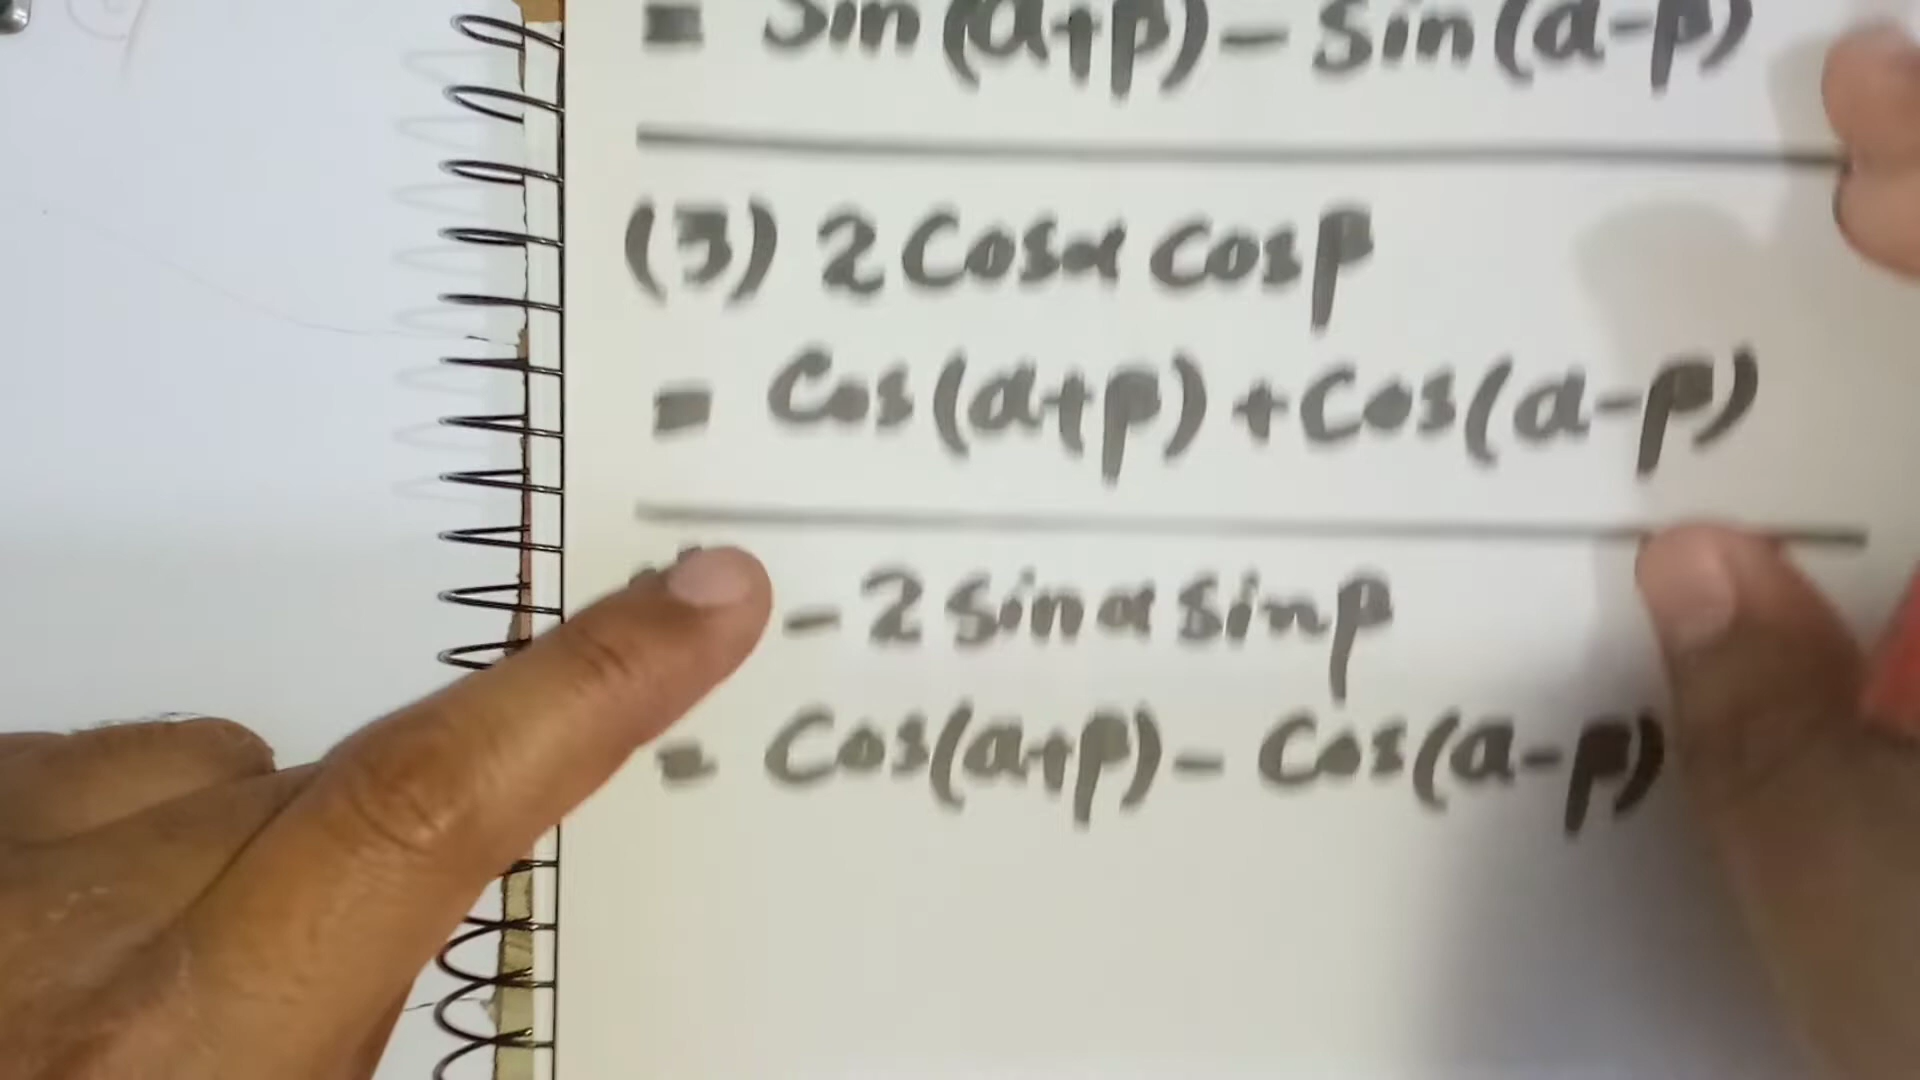 = Sin (α+β) - Sin (α-β)
(3) 2 Cosα Cosβ
= Cos (α+β) + Cos (α-β)
- 2 Sinα Sinβ
= Cos (α+β) - Cos (α-β)